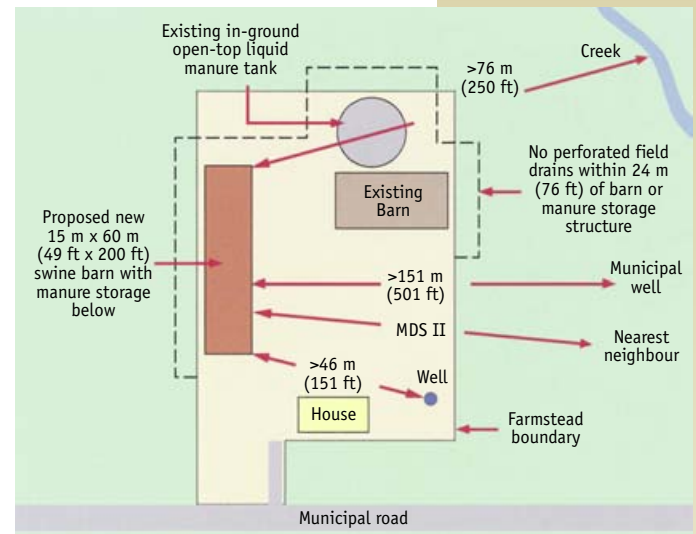 Existing in-ground
open-top liquid
manure tank
>76 m
(250 ft)
Creek
No perforated field
drains within 24 m
(76 ft) of barn or
manure storage
structure
Existing
Barn
Proposed new
15 m x 60 m
(49 ft x 200 ft)
swine barn with
manure storage
below
>151 m
(501 ft)
Municipal
well
MDS II
Nearest
neighbour
>46 m
(151 ft)
Well
House
Farmstead
boundary
Municipal road